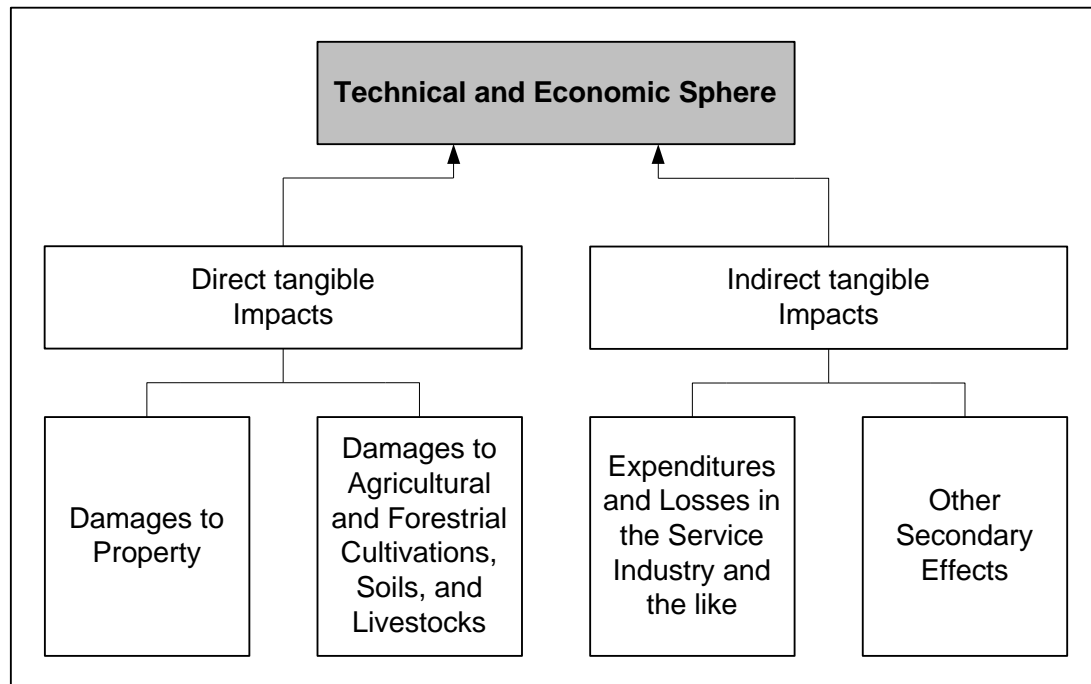 Technical and Economic Sphere
Direct tangible
Impacts
Indirect tangible
Impacts
Damages to
Property
Damages to
Agricultural
and Forestrial
Cultivations,
Soils, and
Livestocks
Expenditures
and Losses in
the Service
Industry and
the like
Other
Secondary
Effects